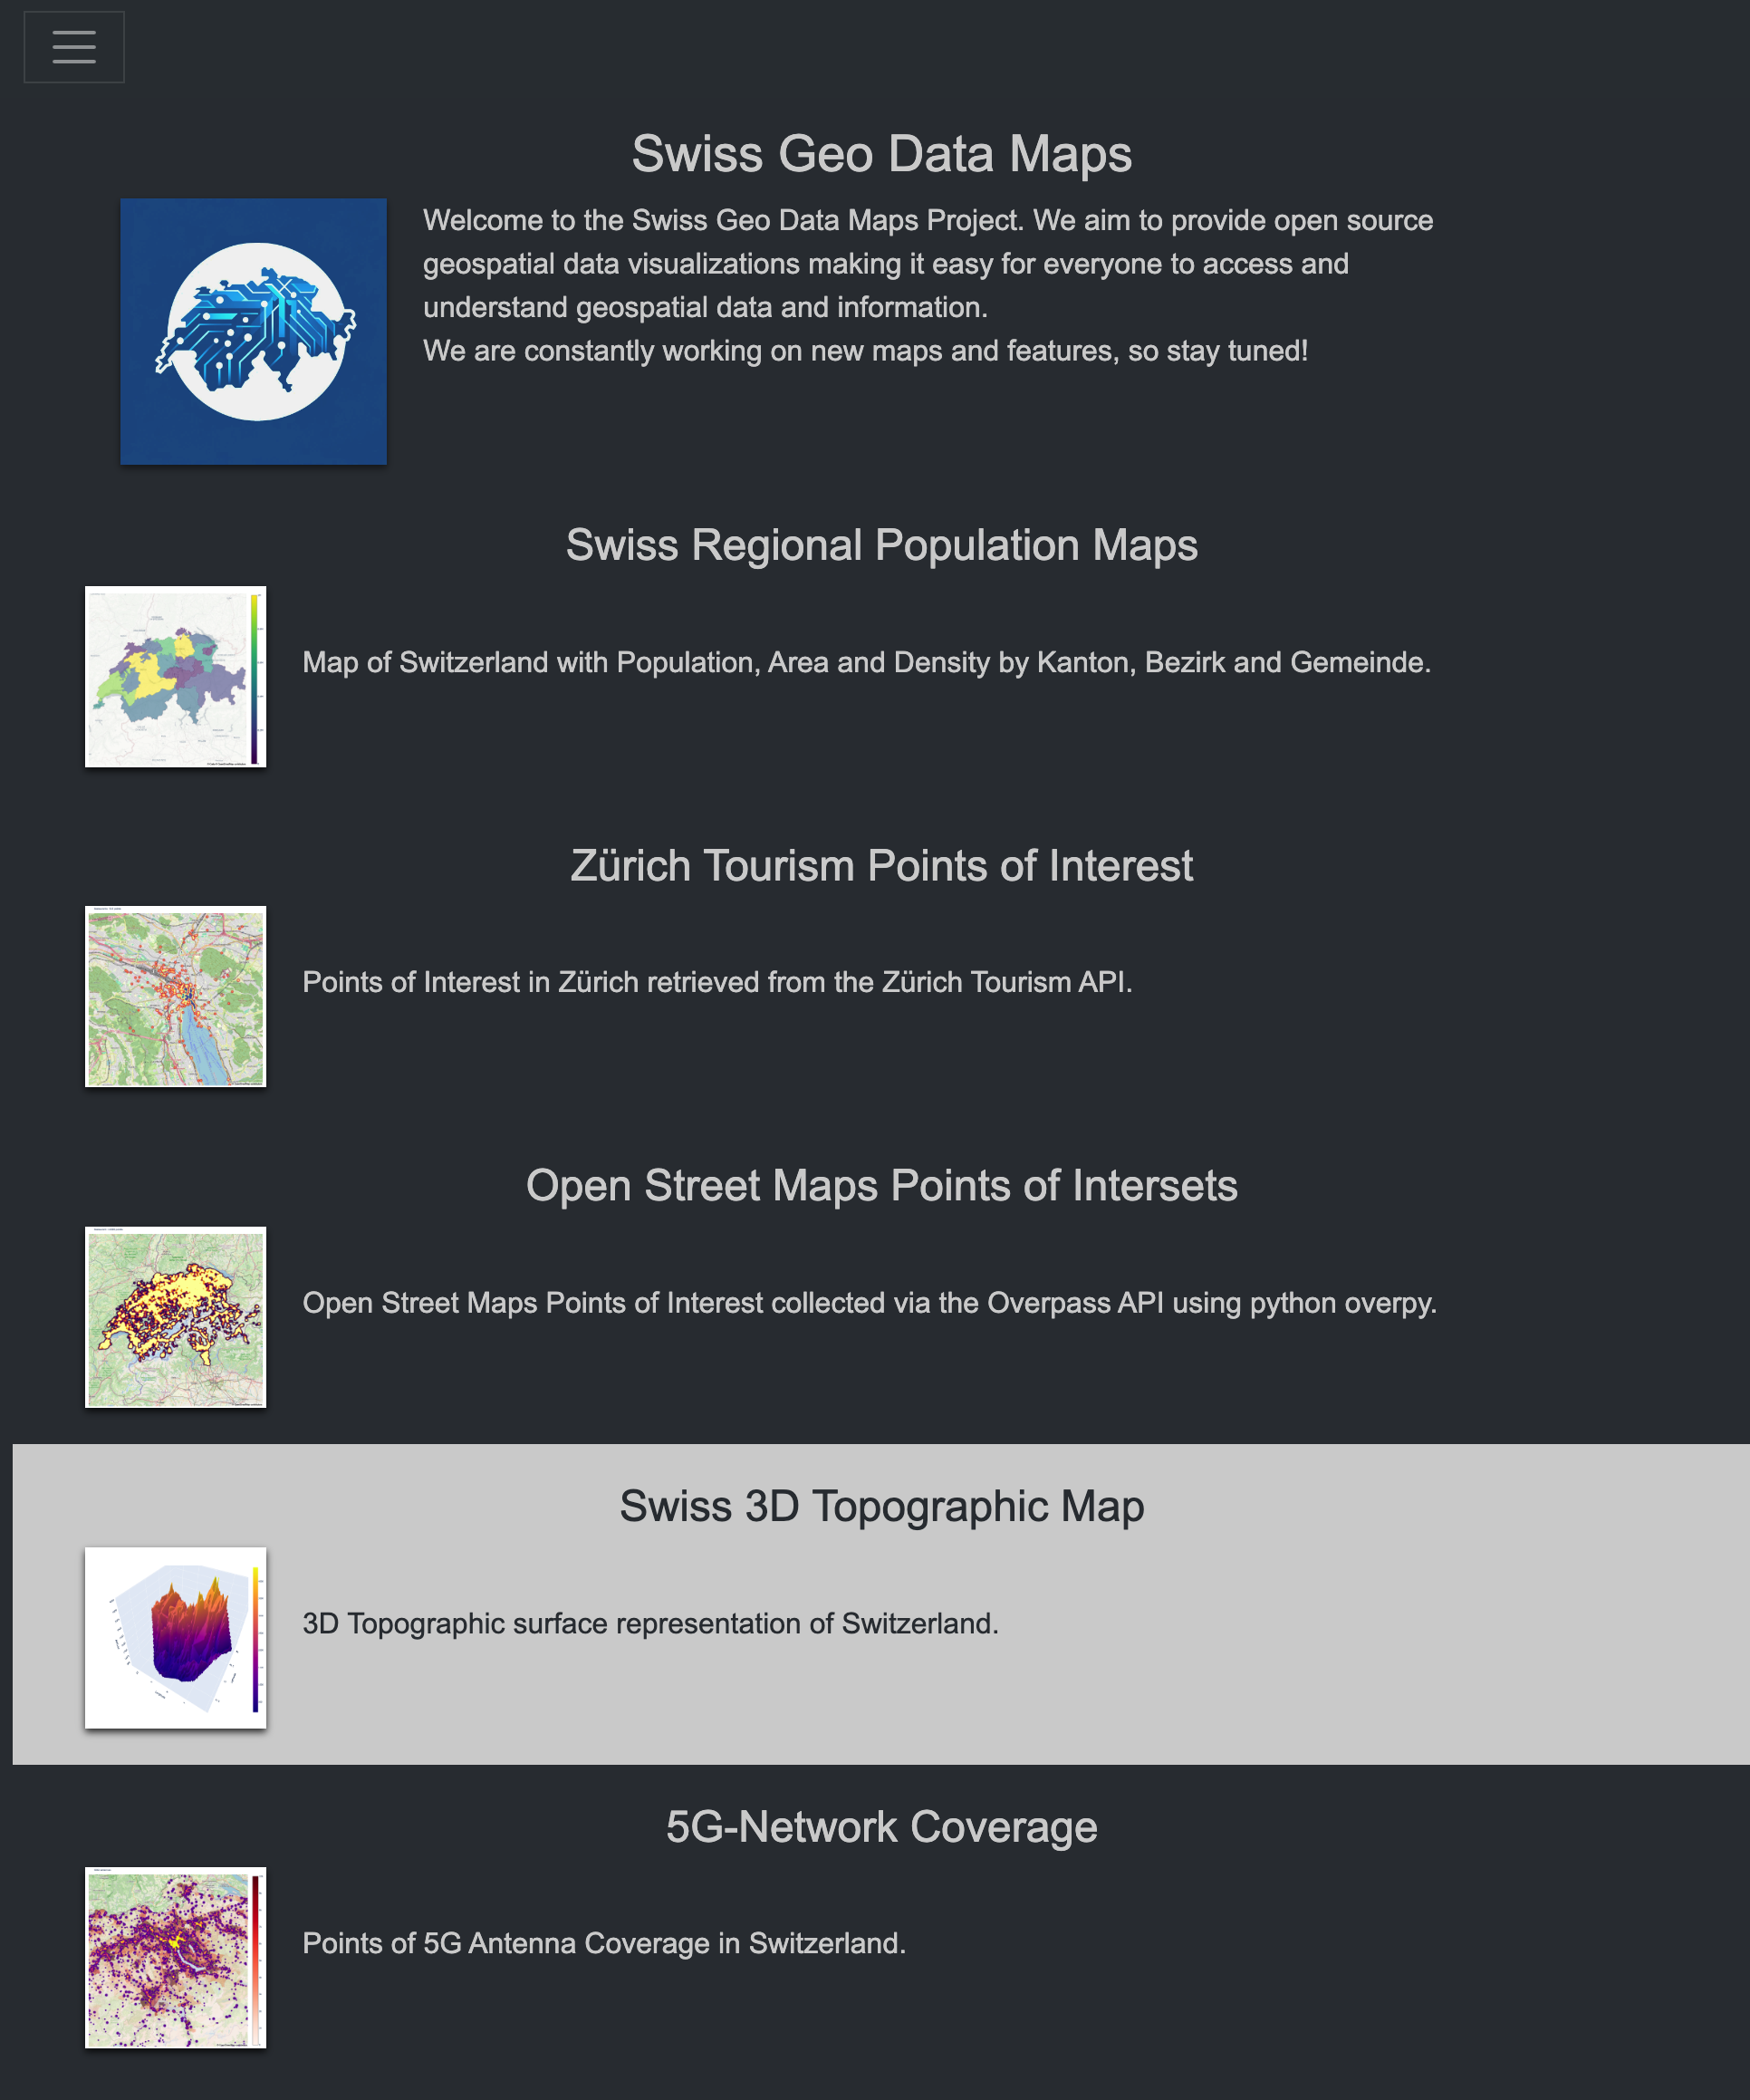 Swiss Geo Data Maps
Welcome to the Swiss Geo Data Maps Project. We aim to provide open source
geospatial data visualizations making it easy for everyone to access and
understand geospatial data and information.
We are constantly working on new maps and features, so stay tuned!
Swiss Regional Population Maps
Map of Switzerland with Population, Area and Density by Kanton, Bezirk and Gemeinde.
Zürich Tourism Points of Interest
Points of Interest in Zürich retrieved from the Zürich Tourism API.
Open Street Maps Points of Intersets
Open Street Maps Points of Interest collected via the Overpass API using python overpy.
Swiss 3D Topographic Map
3D Topographic surface representation of Switzerland.
5G-Network Coverage
Points of 5G Antenna Coverage in Switzerland.